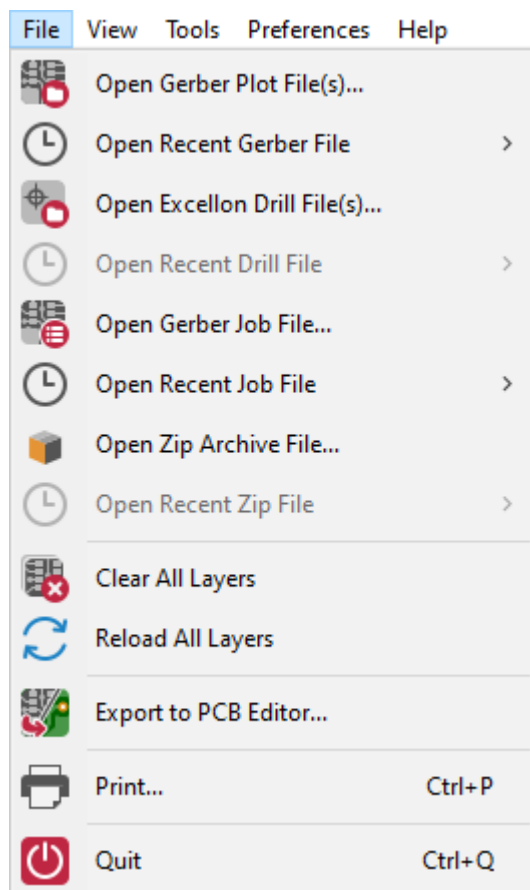 File View Tools Preferences Help
Open Gerber Plot File(s)...
Open Recent Gerber File
Open Excellon Drill File(s)...
Open Recent Drill File
Open Gerber Job File...
Open Recent Job File
Open Zip Archive File...
Open Recent Zip File
Clear All Layers
Reload All Layers
Export to PCB Editor...
Print... Ctrl+P
Quit Ctrl+Q